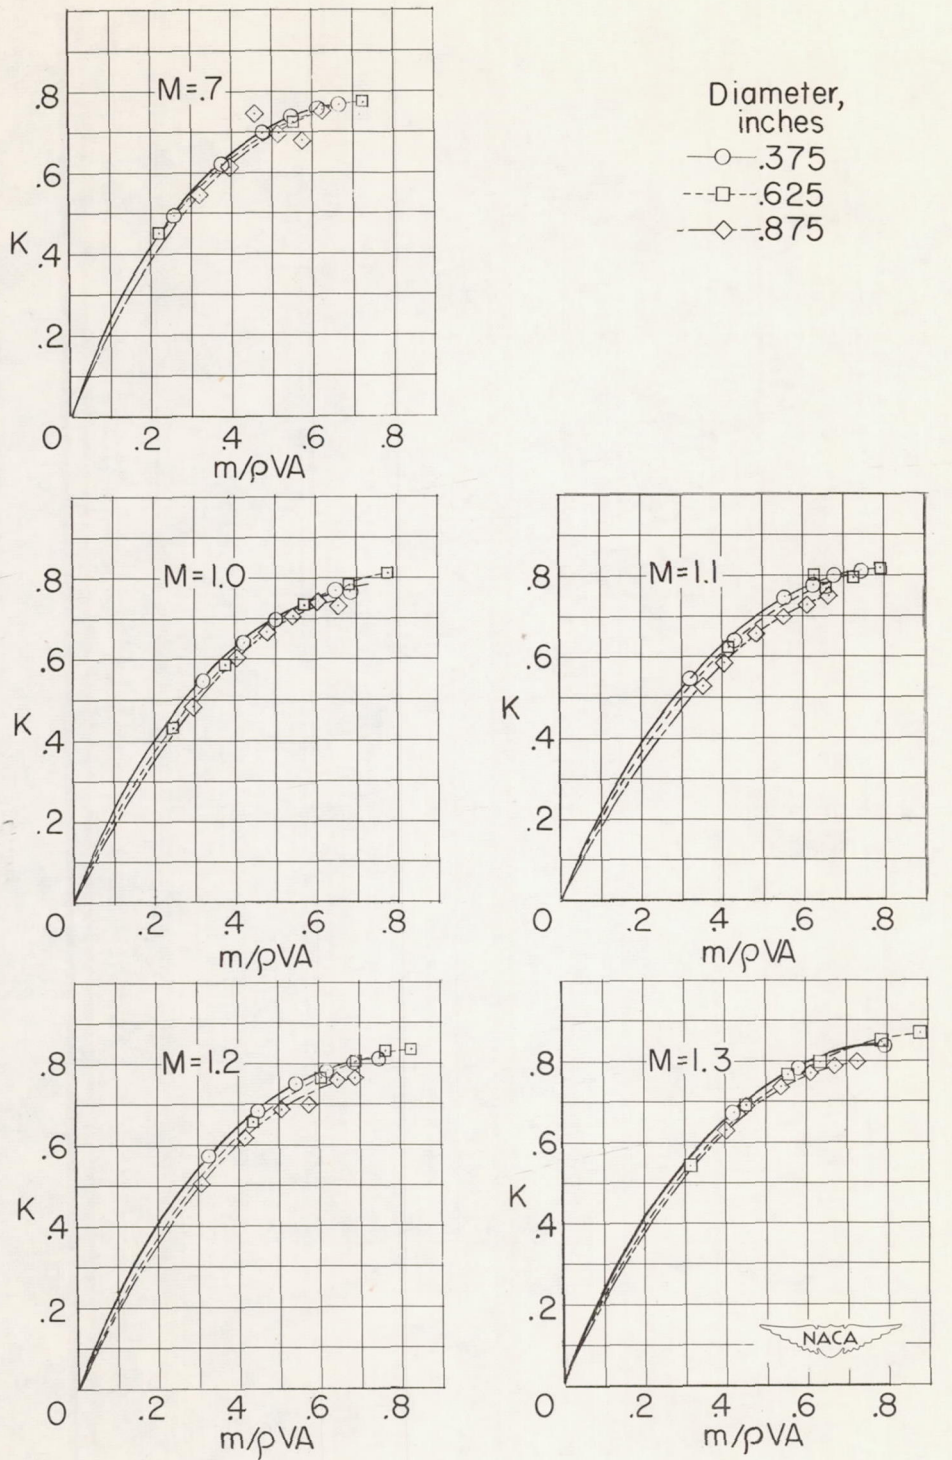 M=.7
.8
.6
K
.4
.2
0 .2 .4 .6 .8
m/ρVA
Diameter,
inches
.375
.625
.875
M=1.0
.8
.6
K
.4
.2
0 .2 .4 .6 .8
m/ρVA
M=1.1
.8
.6
K
.4
.2
0 .2 .4 .6 .8
m/ρVA
M=1.2
.8
.6
K
.4
.2
0 .2 .4 .6 .8
m/ρVA
M=1.3
.8
.6
K
.4
.2
0 .2 .4 .6 .8
m/ρVA
NACA